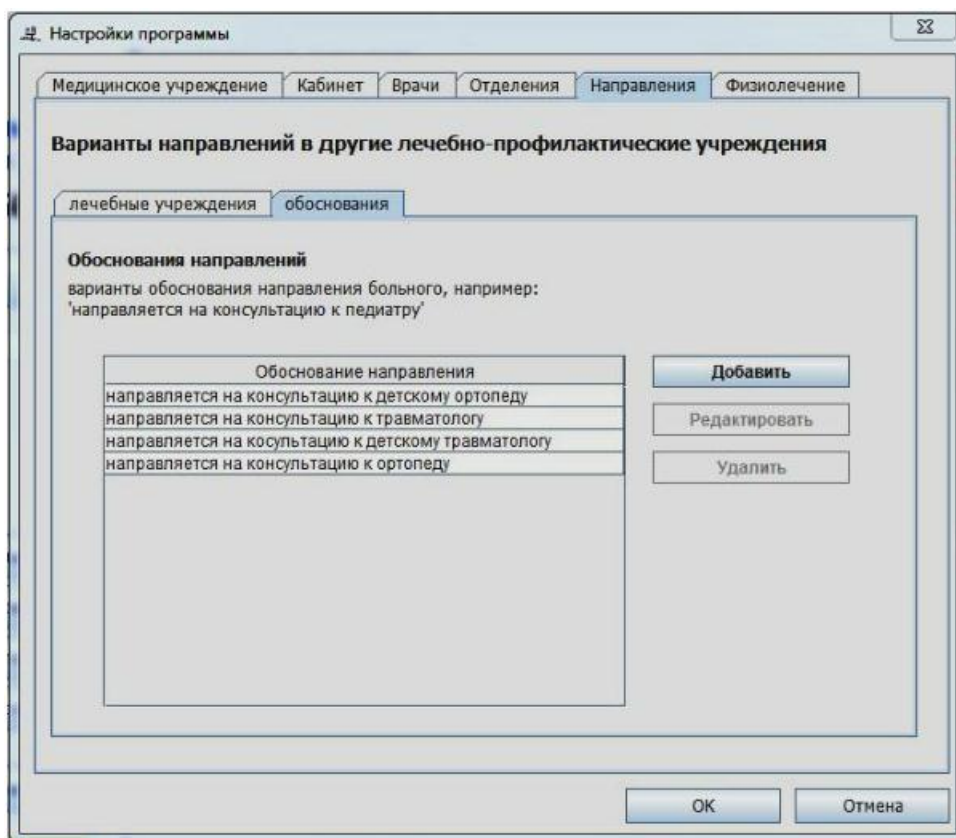 Настройки программы
Медицинское учреждение Кабинет Врачи Отделения Направления Физиолечение
Варианты направлений в другие лечебно-профилактические учреждения
лечебные учреждения обоснования
Обоснования направлений
варианты обоснования направления больного, например:
'направляется на консультацию к педиатру'
Обоснование направления
направляется на консультацию к детскому ортопеду
направляется на консультацию к травматологу
направляется на косультацию к детскому травматологу
направляется на консультацию к ортопеду
Добавить
Редактировать
Удалить
OK Отмена